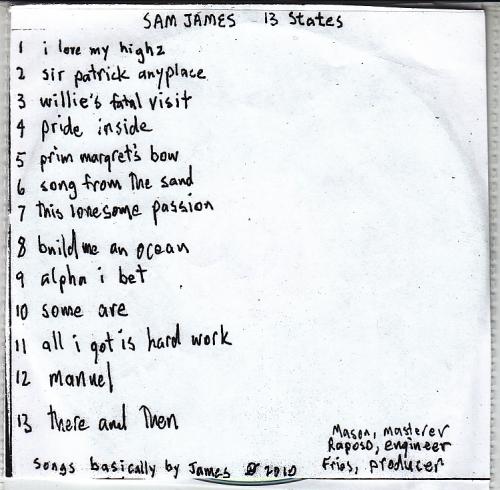 SAM JAMES 13 States
1 i love my highz
2 sir patrick anyplace
3 willie's fatal visit
4 pride inside
5 prim margret's bow
6 song from the sand
7 this lonesome passion
8 build me an ocean
9 alpha i bet
10 some are
11 all i got is hard work
12 manuel
13 there and then
Mason, masterer
Raposo, engineer
Frias, producer
songs basically by James 2010